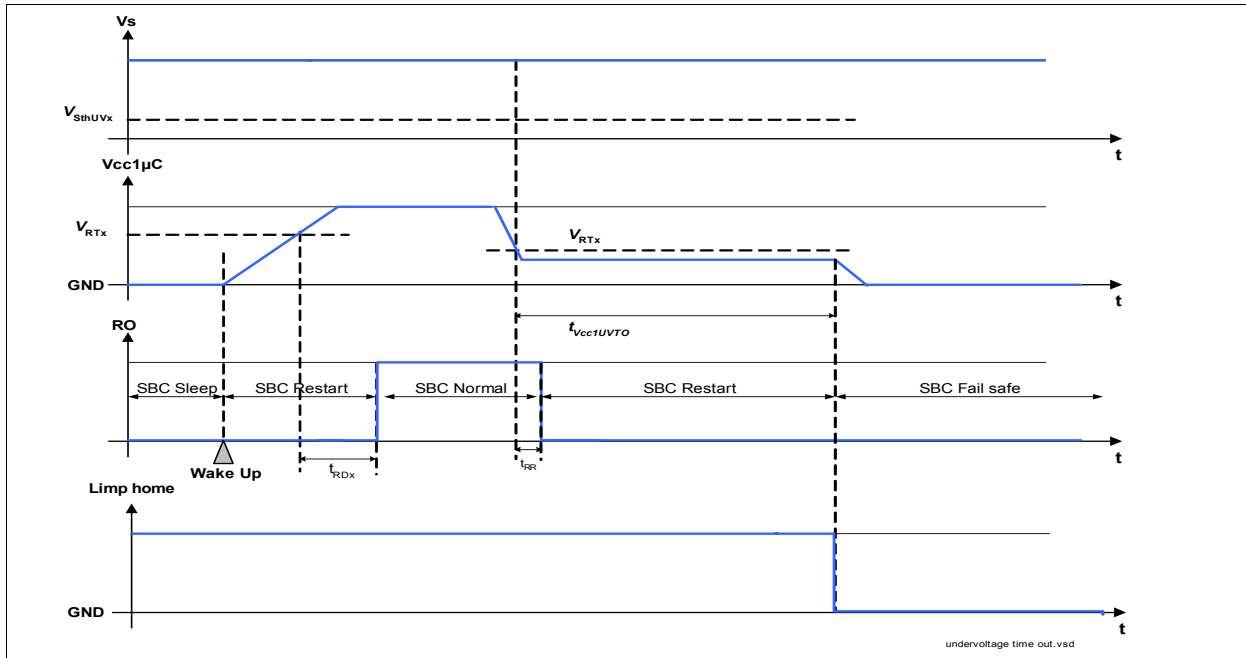 Vs
VSthUVx
t
Vcc1µC
VRTx
VRTx
GND
t
tVcc1UVTO
RO
SBC Sleep
SBC Restart
SBC Normal
SBC Restart
SBC Fail safe
t
Wake Up
tRDx
tRR
Limp home
GND
t
undervoltage time out.vsd